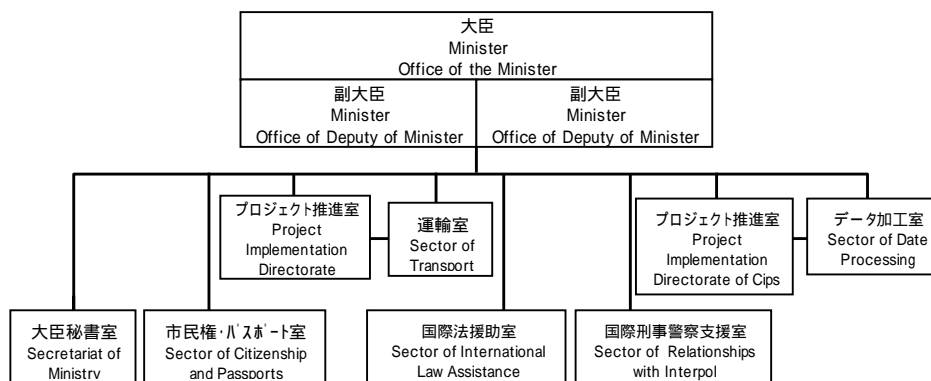 大臣
Minister
Office of the Minister
副大臣
Minister
Office of Deputy of Minister
副大臣
Minister
Office of Deputy of Minister
プロジェクト推進室
Project
Implementation
Directorate
運輸室
Sector of
Transport
プロジェクト推進室
Project
Implementation
Directorate of Cips
データ加工室
Sector of Date
Processing
大臣秘書室
Secretariat of
Ministry
市民権・パスポート室
Sector of Citizenship
and Passports
国際法援助室
Sector of International
Law Assistance
国際刑事警察支援室
Sector of Relationships
with Interpol